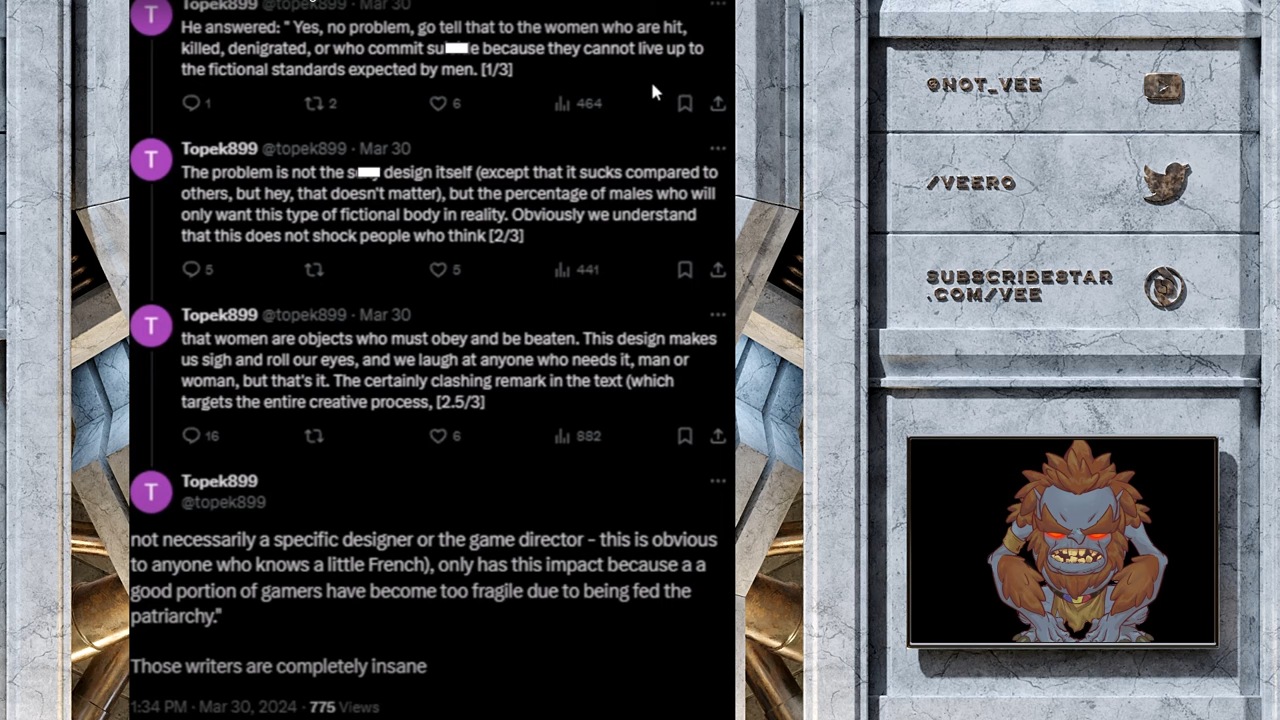 Topek899 @topek899 · Mar 30
He answered: " Yes, no problem, go tell that to the women who are hit,
killed, denigrated, or who commit su e because they cannot live up to
the fictional standards expected by men. [1/3]
1 2 6 464
Topek899 @topek899 · Mar 30
The problem is not the s design itself (except that it sucks compared to
others, but hey, that doesn't matter), but the percentage of males who will
only want this type of fictional body in reality. Obviously we understand
that this does not shock people who think [2/3]
5 5 441
Topek899 @topek899 · Mar 30
that women are objects who must obey and be beaten. This design makes
us sigh and roll our eyes, and we laugh at anyone who needs it, man or
woman, but that's it. The certainly clashing remark in the text (which
targets the entire creative process, [2.5/3]
16 6 882
Topek899
@topek899
not necessarily a specific designer or the game director - this is obvious
to anyone who knows a little French), only has this impact because a a
good portion of gamers have become too fragile due to being fed the
patriarchy."
Those writers are completely insane
1:34 PM · Mar 30, 2024 · 775 Views
T
T
T
T
@NOT_VEE
/VEERO
SUBSCRIBESTAR
.COM/VEE